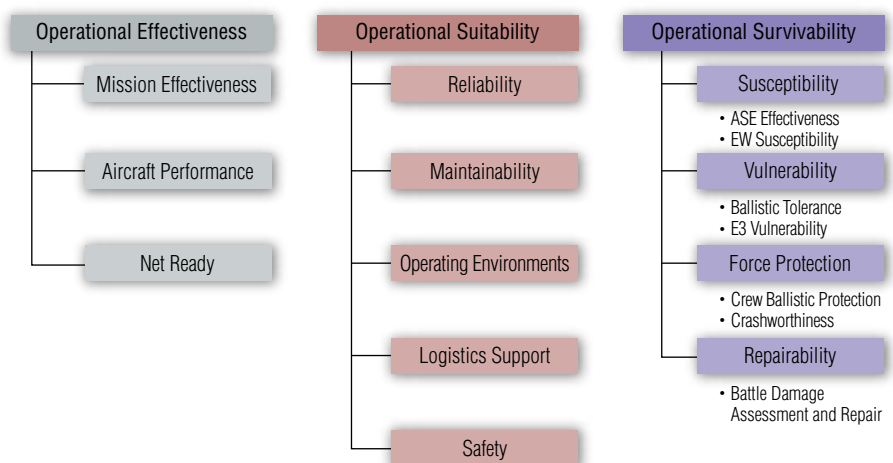 Operational Effectiveness
Mission Effectiveness
Aircraft Performance
Net Ready
Operational Suitability
Reliability
Maintainability
Operating Environments
Logistics Support
Safety
Operational Survivability
Susceptibility
• ASE Effectiveness
• EW Susceptibility
Vulnerability
• Ballistic Tolerance
• E3 Vulnerability
Force Protection
• Crew Ballistic Protection
• Crashworthiness
Repairability
• Battle Damage
Assessment and Repair